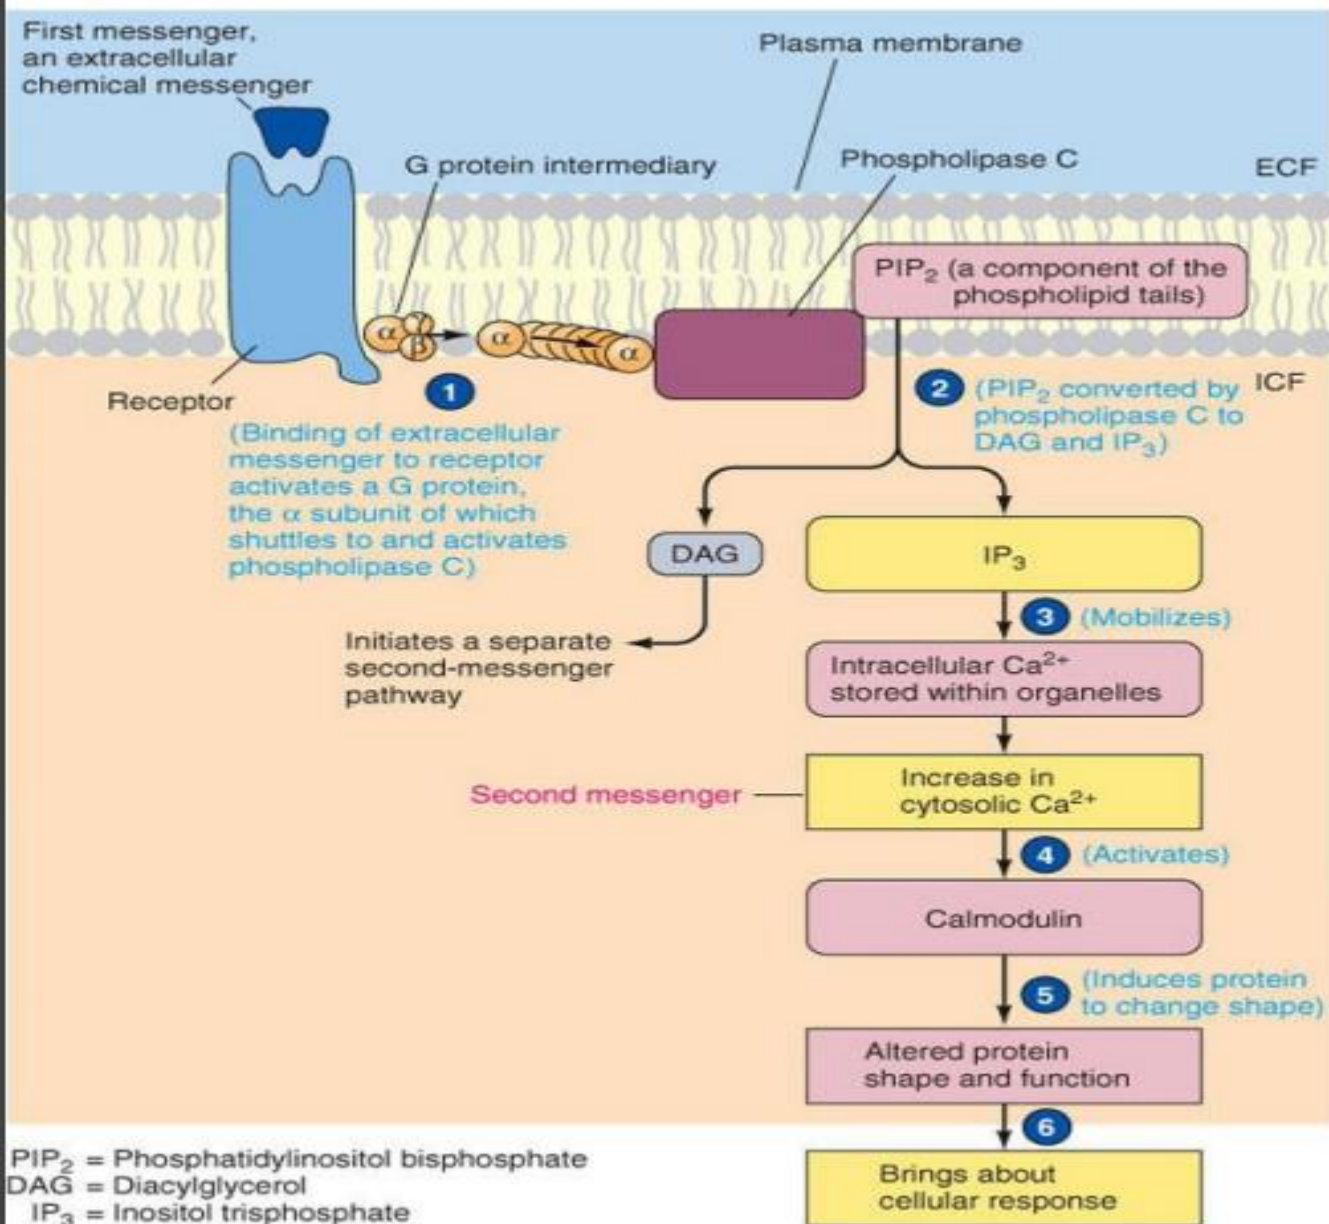 First messenger,
an extracellular
chemical messenger
Plasma membrane
G protein intermediary
Phospholipase C
ECF
PIP₂ (a component of the
phospholipid tails)
α
γ
β
α
α
Receptor
1
(Binding of extracellular
messenger to receptor
activates a G protein,
the α subunit of which
shuttles to and activates
phospholipase C)
2
(PIP₂ converted by
phospholipase C to
DAG and IP₃)
ICF
DAG
IP₃
Initiates a separate
second-messenger
pathway
3 (Mobilizes)
Intracellular Ca²⁺
stored within organelles
Second messenger
Increase in
cytosolic Ca²⁺
4 (Activates)
Calmodulin
5 (Induces protein
to change shape)
Altered protein
shape and function
6
Brings about
cellular response
PIP₂ = Phosphatidylinositol bisphosphate
DAG = Diacylglycerol
IP₃ = Inositol trisphosphate